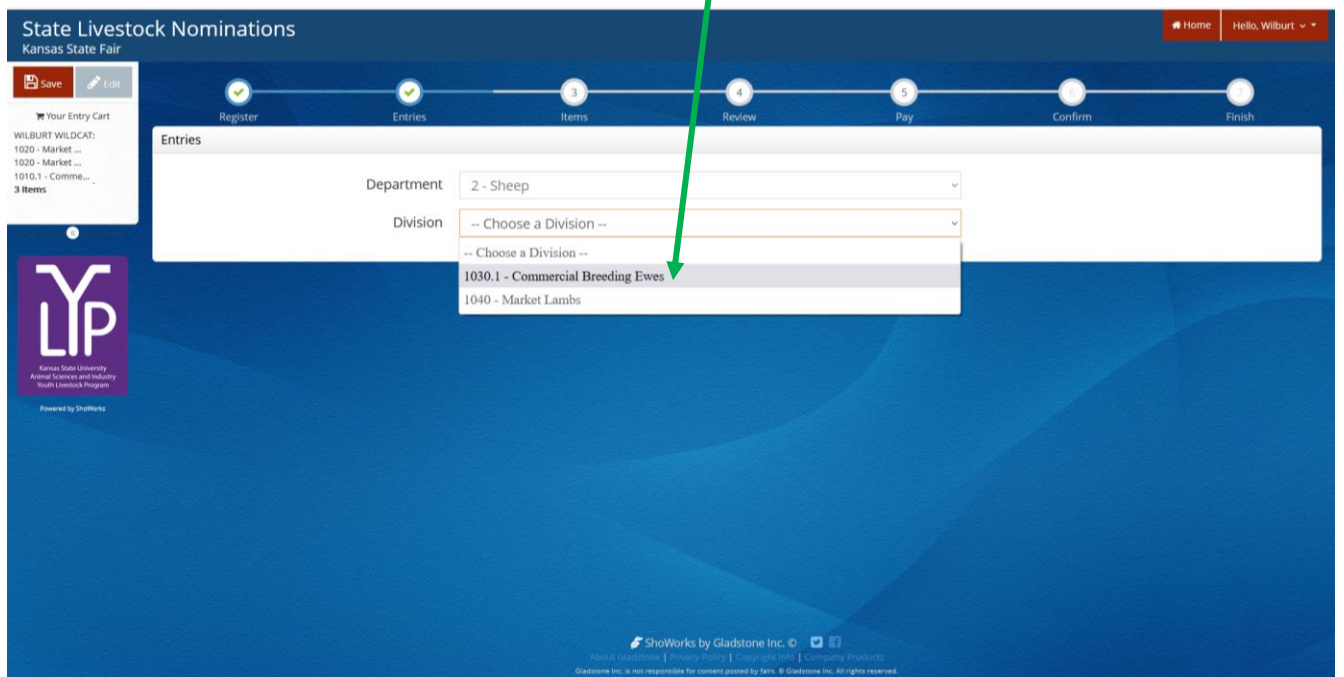 State Livestock Nominations
Kansas State Fair
Home
Hello, Wilburt
Save
Edit
Your Entry Cart
WILBURT WILDCAT:
1020 - Market ...
1020 - Market ...
1010.1 - Comme...
3 Items
Register
Entries
3
Items
4
Review
5
Pay
6
Confirm
7
Finish
Entries
Department
2 - Sheep
Division
-- Choose a Division --
-- Choose a Division --
1030.1 - Commercial Breeding Ewes
1040 - Market Lambs
YLP
Kansas State University
Animal Sciences and Industry
Youth Livestock Program
Powered by ShoWorks
ShoWorks by Gladstone Inc. ©
About Gladstone | Privacy Policy | Copyright Info | Company Products
Gladstone Inc. is not responsible for content posted by fairs. © Gladstone Inc. All rights reserved.